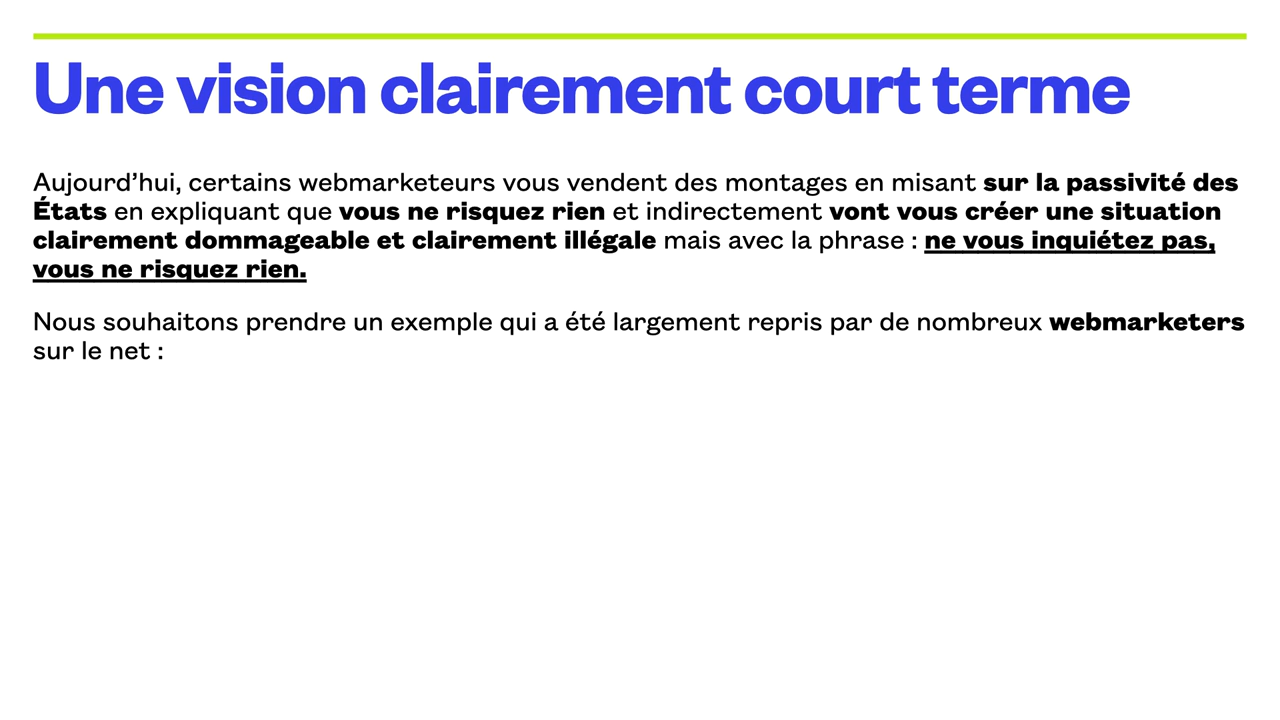 Une vision clairement court terme
Aujourd’hui, certains webmarketeurs vous vendent des montages en misant sur la passivité des
États en expliquant que vous ne risquez rien et indirectement vont vous créer une situation
clairement dommageable et clairement illégale mais avec la phrase : ne vous inquiétez pas,
vous ne risquez rien.
Nous souhaitons prendre un exemple qui a été largement repris par de nombreux webmarketers
sur le net :